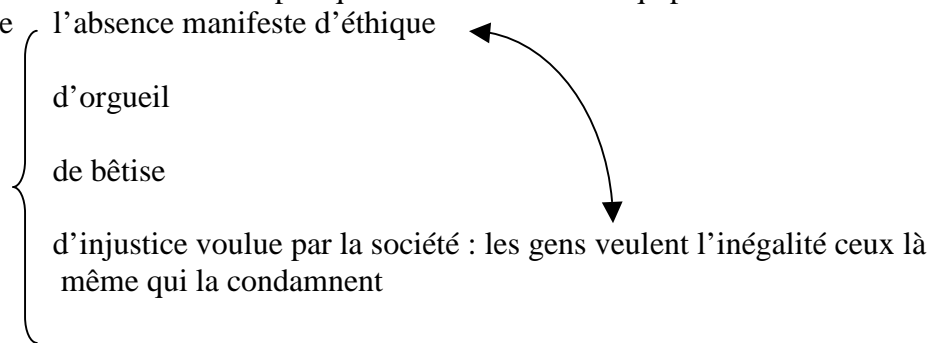 e l’absence manifeste d’éthique
d’orgueil
de bêtise
d’injustice voulue par la société : les gens veulent l’inégalité ceux là
même qui la condamnent